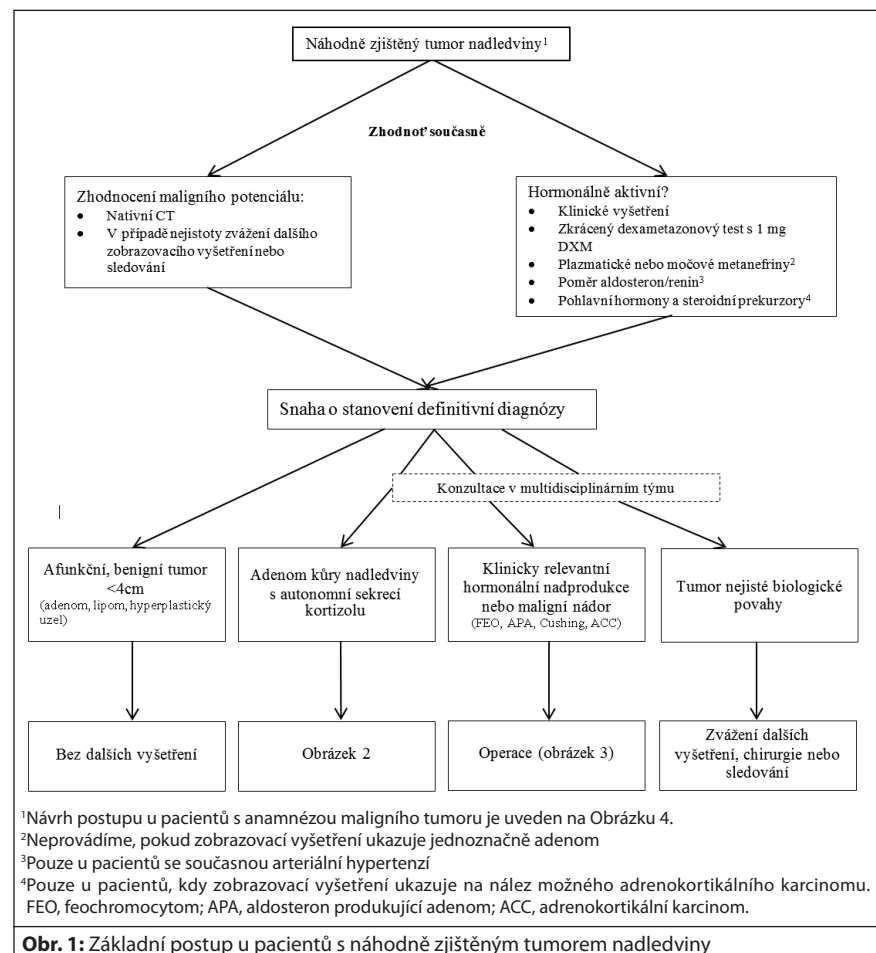 Náhodně zjištěný tumor nadledviny¹
Zhodnoť současně
Zhodnocení maligního potenciálu:
• Nativní CT
• V případě nejistoty zvážení dalšího
zobrazovacího vyšetření nebo
sledování
Hormonálně aktivní?
• Klinické vyšetření
• Zkrácený dexametazonový test s 1 mg
DXM
• Plazmatické nebo močové metanefriny²
• Poměr aldosteron/renin³
• Pohlavní hormony a steroidní prekurzory⁴
Snaha o stanovení definitivní diagnózy
Konzultace v multidisciplinárním týmu
Afunkční, benigní tumor
<4cm
(adenom, lipom, hyperplastický
uzel)
Adenom kůry nadledviny
s autonomní sekrecí
kortizolu
Klinicky relevantní
hormonální nadprodukce
nebo maligní nádor
(FEO, APA, Cushing, ACC)
Tumor nejisté biologické
povahy
Bez dalších vyšetření
Obrázek 2
Operace (obrázek 3)
Zvážení dalších
vyšetření, chirurgie nebo
sledování
¹Návrh postupu u pacientů s anamnézou maligního tumoru je uveden na Obrázku 4.
²Neprovádíme, pokud zobrazovací vyšetření ukazuje jednoznačně adenom
³Pouze u pacientů se současnou arteriální hypertenzí
⁴Pouze u pacientů, kdy zobrazovací vyšetření ukazuje na nález možného adrenokortikálního karcinomu.
FEO, feochromocytom; APA, aldosteron produkující adenom; ACC, adrenokortikální karcinom.
Obr. 1: Základní postup u pacientů s náhodně zjištěným tumorem nadledviny